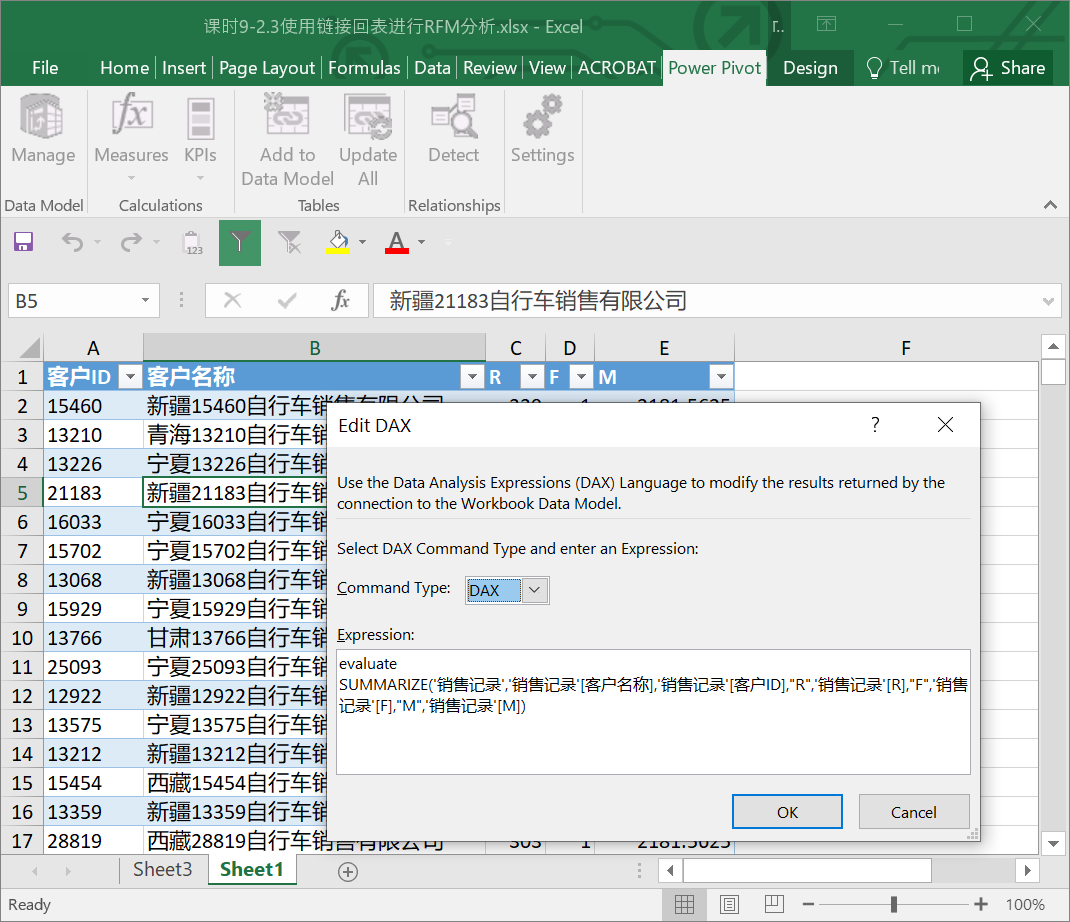 课时9-2.3使用链接回表进行RFM分析.xlsx - Excel
File Home Insert Page Layout Formulas Data Review View ACROBAT Power Pivot Design Tell me Share
Manage Measures KPIs Add to Data Model Update All Detect Settings
Data Model Calculations Tables Relationships
123
B5 fx 新疆21183自行车销售有限公司
A B C D E F
1 客户ID 客户名称 R F M
2 15460 新疆15460自行车销售有限公司
3 13210 青海13210自行车销
4 13226 宁夏13226自行车销
5 21183 新疆21183自行车销
6 16033 宁夏16033自行车销
7 15702 宁夏15702自行车销
8 13068 新疆13068自行车销
9 15929 宁夏15929自行车销
10 13766 甘肃13766自行车销
11 25093 宁夏25093自行车销
12 12922 新疆12922自行车销
13 13575 宁夏13575自行车销
14 13212 新疆13212自行车销
15 15454 西藏15454自行车销
16 13359 新疆13359自行车销
17 28819 西藏28819自行车销售有限公司 303 1 2181.5625
Edit DAX ?
Use the Data Analysis Expressions (DAX) Language to modify the results returned by the
connection to the Workbook Data Model.
Select DAX Command Type and enter an Expression:
Command Type: DAX
Expression:
evaluate
SUMMARIZE('销售记录','销售记录'[客户名称],'销售记录'[客户ID],"R",'销售记录'[R],"F",'销售
记录'[F],"M",'销售记录'[M])
OK Cancel
Sheet3 Sheet1
Ready 100%